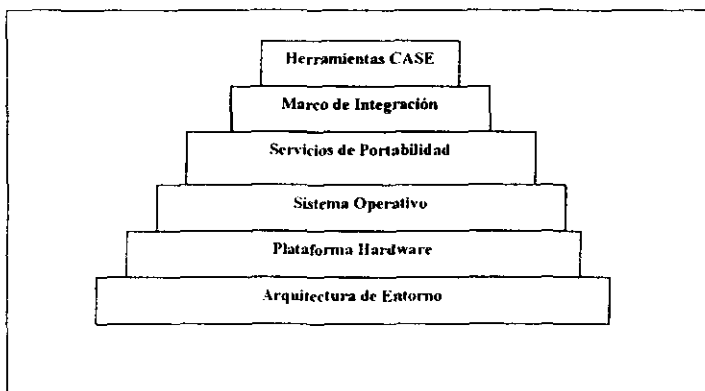 Herramientas CASE
Marco de Integración
Servicios de Portabilidad
Sistema Operativo
Plataforma Hardware
Arquitectura de Entorno